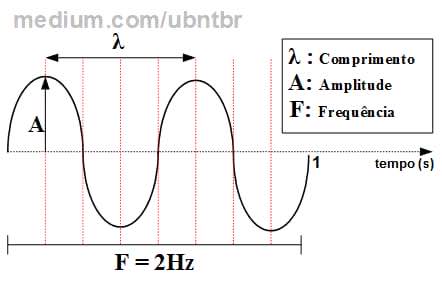 medium.com/ubntbr
λ
λ : Comprimento
A: Amplitude
F: Frequência
A
1
tempo (s)
F = 2Hz